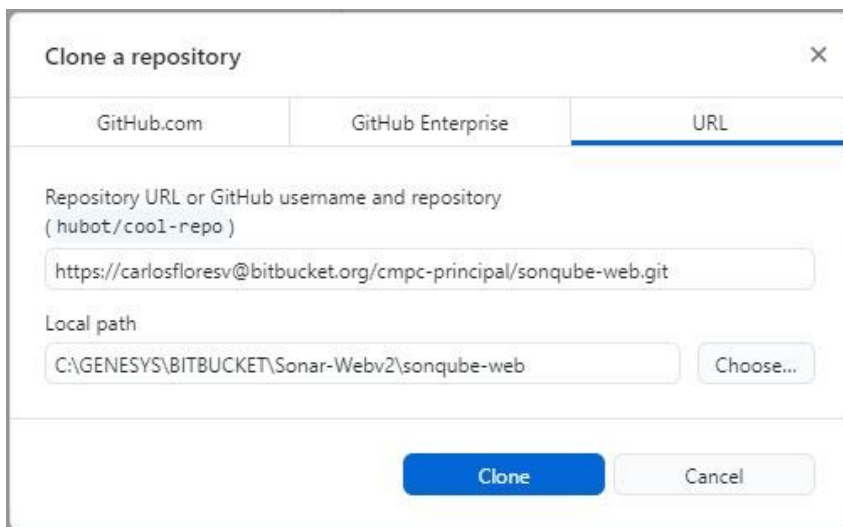 Clone a repository
GitHub.com GitHub Enterprise URL
Repository URL or GitHub username and repository
(hubot/cool-repo)
https://carlosfloresv@bitbucket.org/cmpc-principal/sonqube-web.git
Local path
C:\GENESYS\BITBUCKET\Sonar-Webv2\sonqube-web Choose...
Clone Cancel